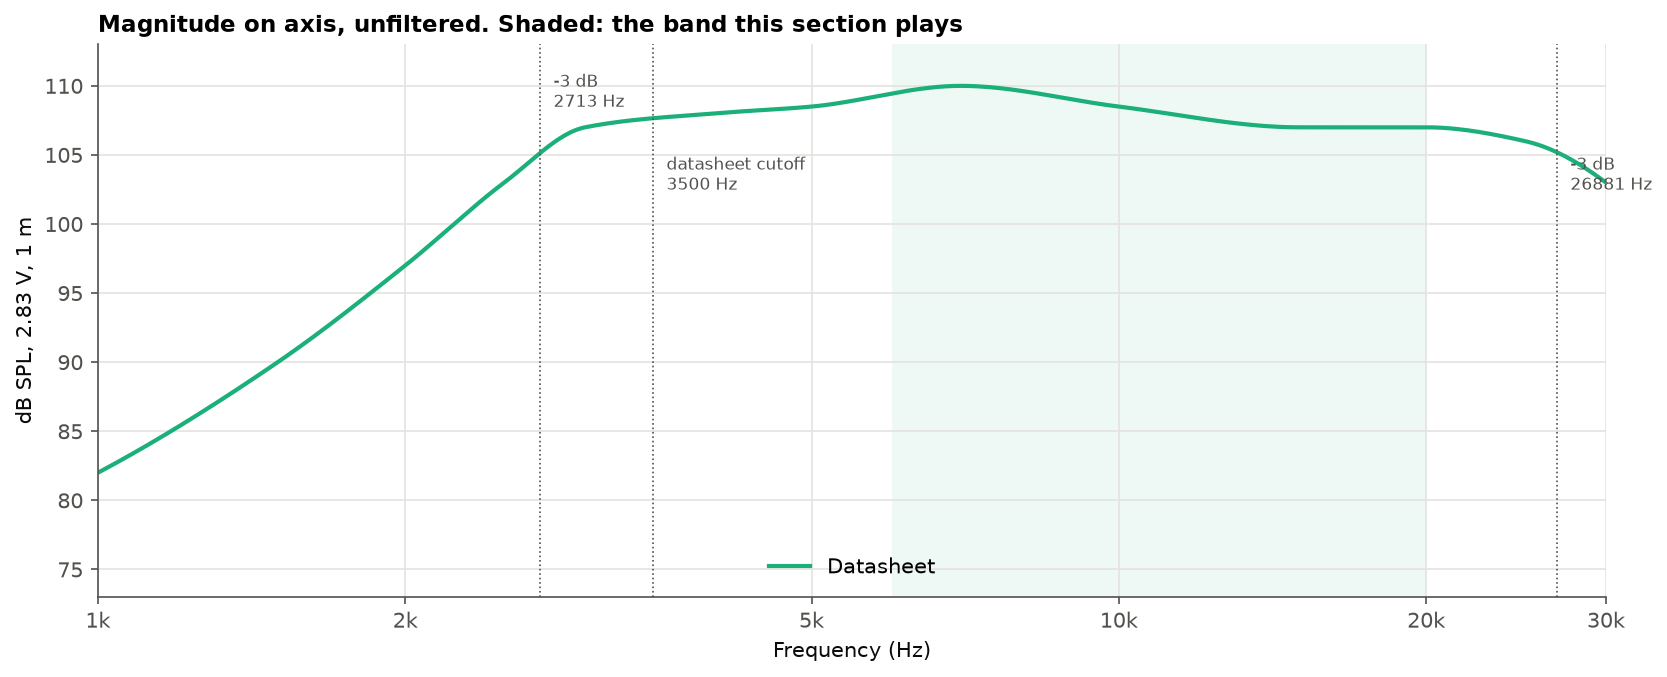 Magnitude on axis, unfiltered. Shaded: the band this section plays
110
105
100
95
90
85
80
75
dB SPL, 2.83 V, 1 m
-3 dB
2713 Hz
datasheet cutoff
3500 Hz
-3 dB
26881 Hz
Datasheet
1k
2k
5k
10k
20k
30k
Frequency (Hz)